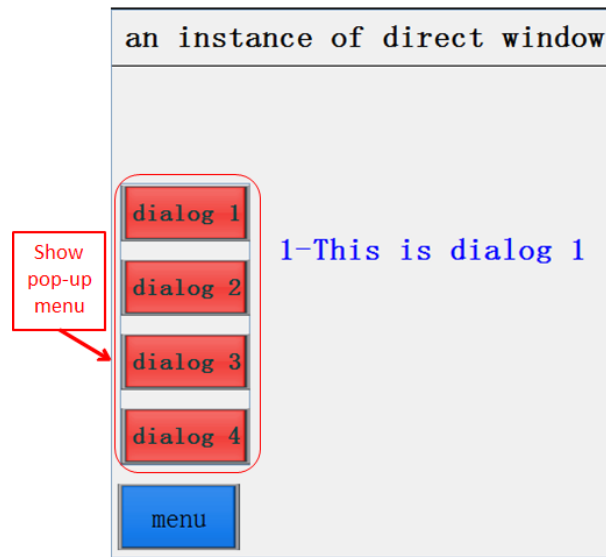 an instance of direct window
dialog 1
1-This is dialog 1
Show
pop-up
menu
dialog 2
dialog 3
dialog 4
menu